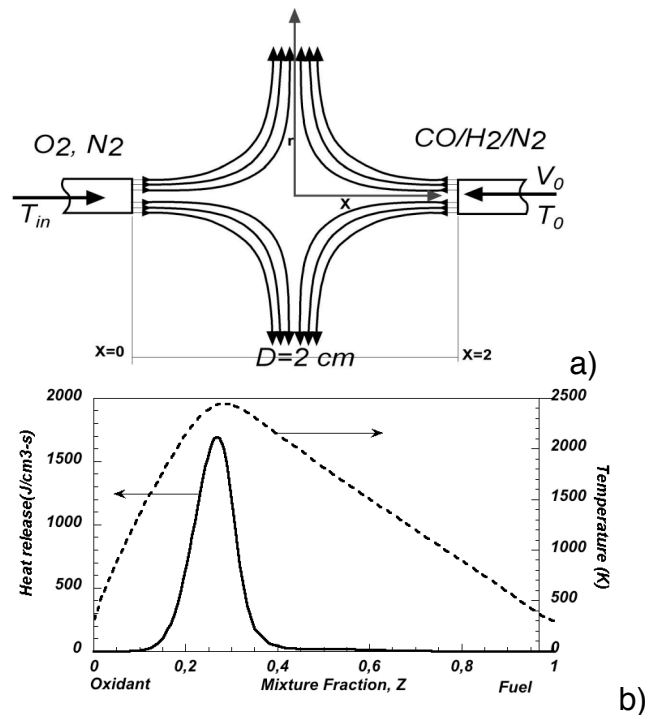 O2, N2
CO/H2/N2
r
T in
x
V0
T0
X=0
D=2 cm
X=2
a)
2000
1500
1000
500
0
Heat release(J/cm3-s)
2500
2000
1500
1000
500
0
Temperature (K)
0
0,2
0,4
0,6
0,8
1
Oxidant
Mixture Fraction, Z
Fuel
b)